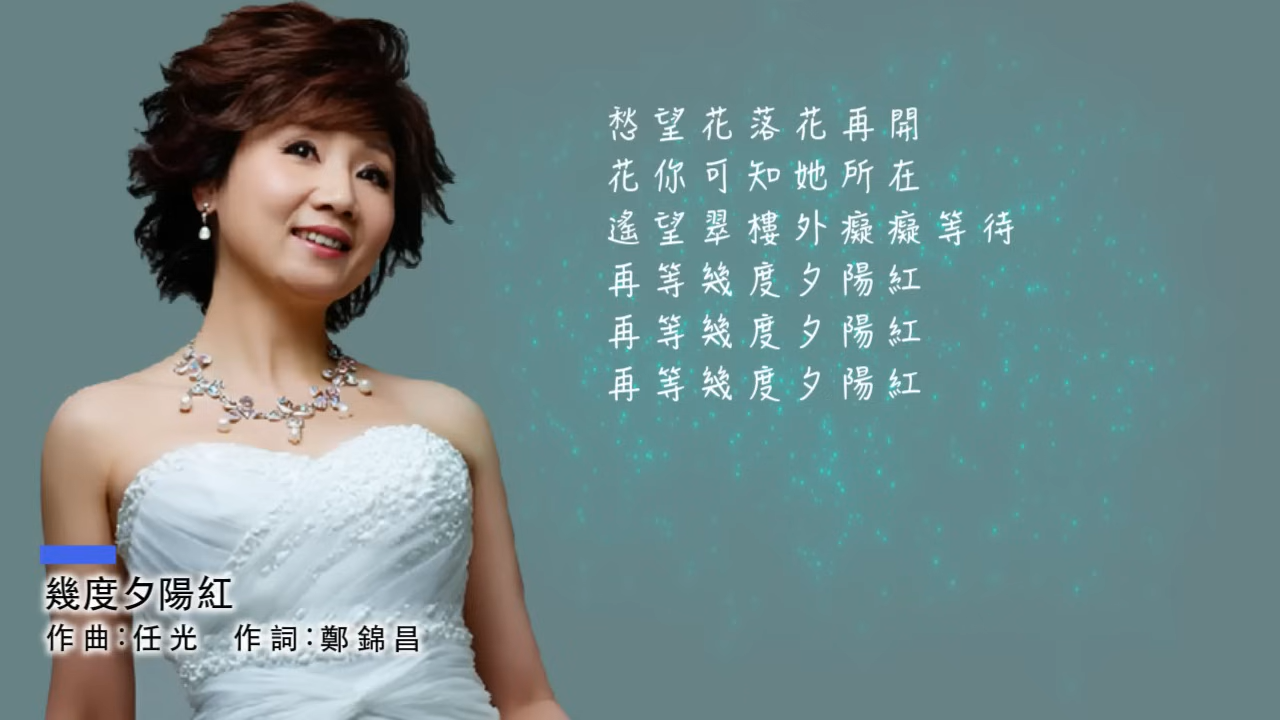 愁望花落花再開
花你可知她所在
遙望翠樓外癡癡等待
再等幾度夕陽紅
再等幾度夕陽紅
再等幾度夕陽紅
幾度夕陽紅
作曲:任光 作詞:鄭錦昌